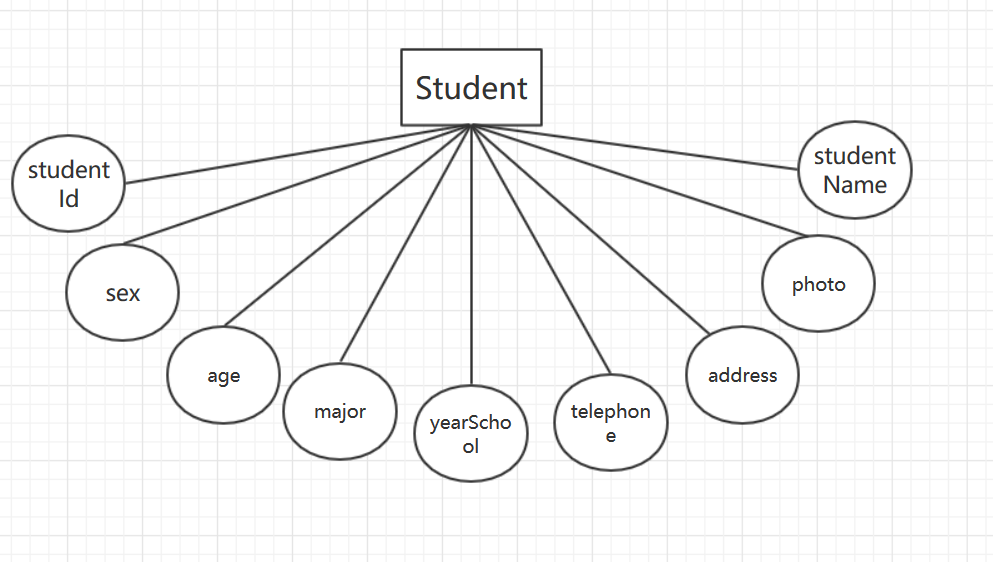 Student
student
Id
student
Name
sex
photo
age
major
yearScho
ol
telephon
e
address